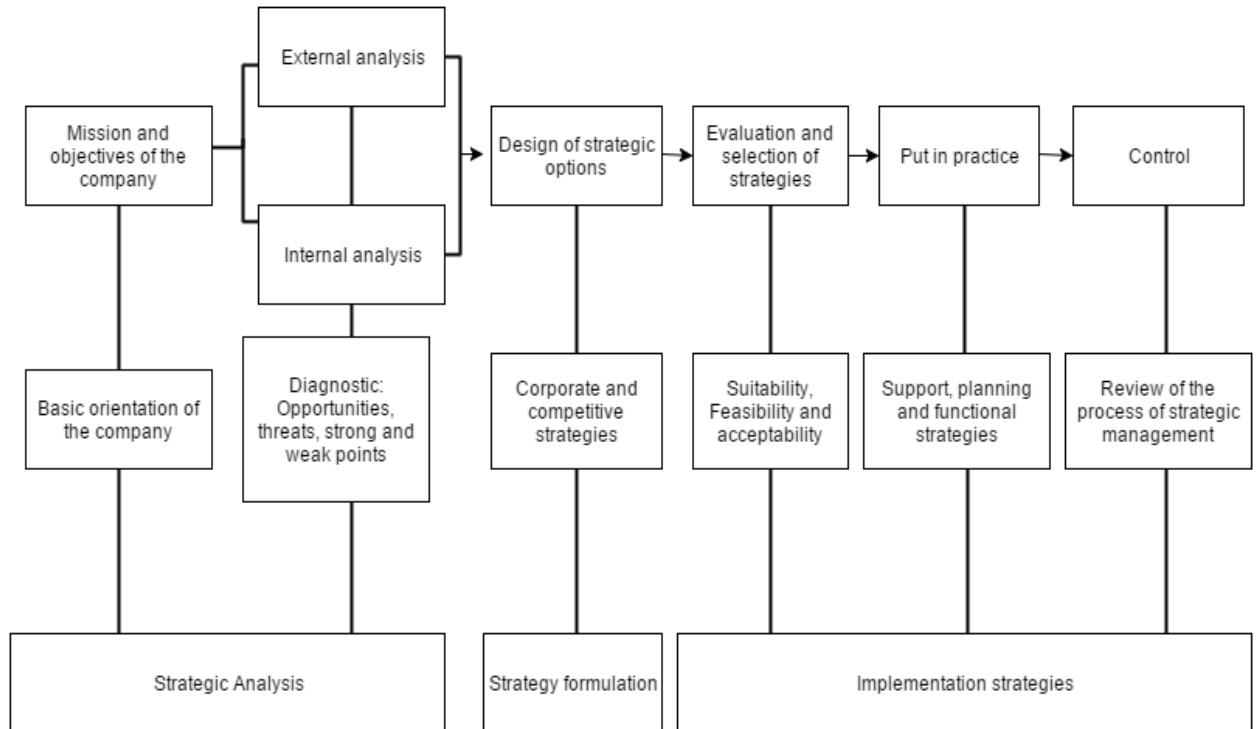 External analysis
Mission and
objectives of the
company
Internal analysis
Design of strategic
options
Evaluation and
selection of
strategies
Put in practice
Control
Basic orientation of
the company
Diagnostic:
Opportunities,
threats, strong and
weak points
Corporate and
competitive
strategies
Suitability,
Feasibility and
acceptability
Support, planning
and functional
strategies
Review of the
process of strategic
management
Strategic Analysis
Strategy formulation
Implementation strategies